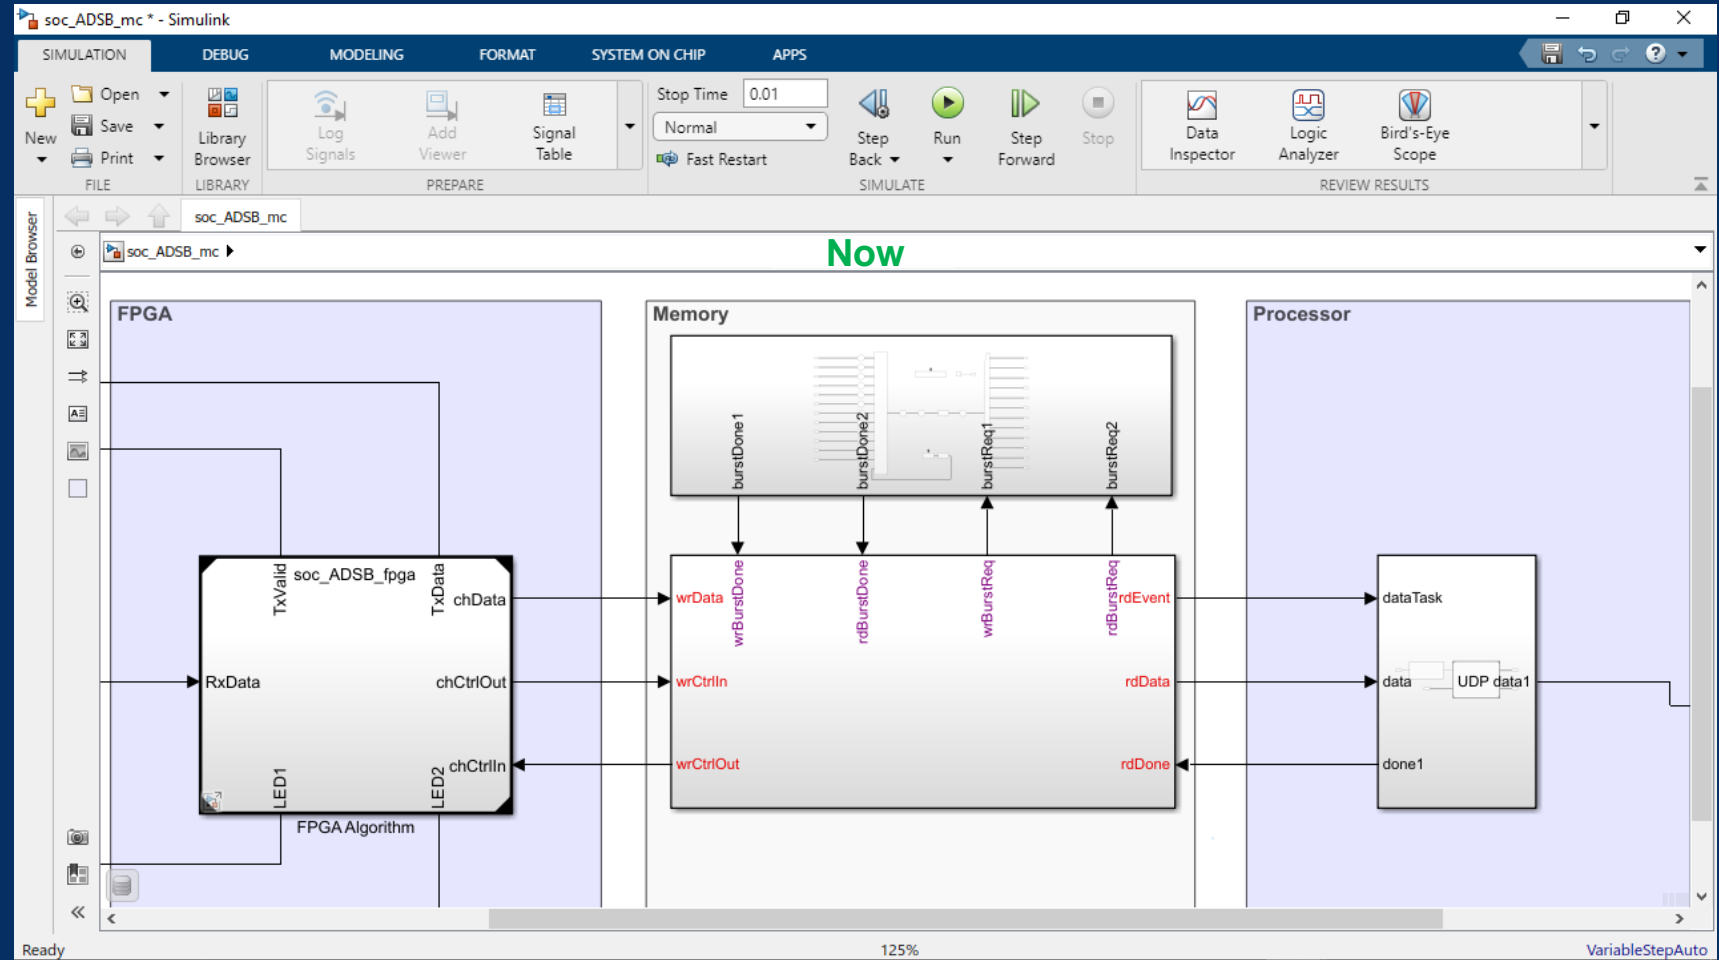 soc_ADSB_mc * - Simulink
SIMULATION DEBUG MODELING FORMAT SYSTEM ON CHIP APPS
New
Open
Save
Print
FILE
Library Browser
LIBRARY
Log Signals
Add Viewer
Signal Table
PREPARE
Stop Time 0.01
Normal
Fast Restart
Step Back
Run
Step Forward
Stop
SIMULATE
Data Inspector
Logic Analyzer
Bird's-Eye Scope
REVIEW RESULTS
Model Browser
soc_ADSB_mc
soc_ADSB_mc
Now
FPGA
TxValid
soc_ADSB_fpga
TxData
chData
RxData
chCtrlOut
LED1
LED2
chCtrlIn
FPGA Algorithm
Memory
burstDone1
burstDone2
burstReq1
burstReq2
wrData
wrBurstDone
rdBurstDone
wrBurstReq
rdBurstReq
rdEvent
wrCtrlIn
rdData
wrCtrlOut
rdDone
Processor
dataTask
data
UDP data1
done1
Ready
125%
VariableStepAuto